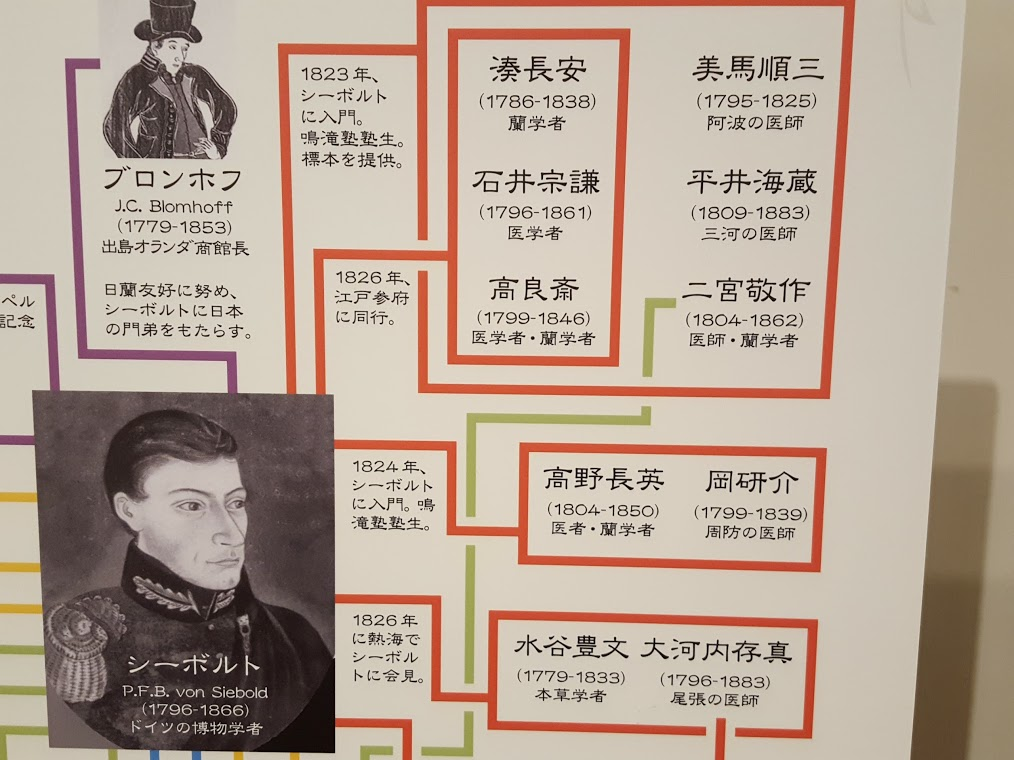 ブロンホフ
J.C. Blomhoff
(1779-1853)
出島オランダ商館長
日蘭友好に努め、
シーボルトに日本
の門弟をもたらす。
ペル
記念
1823年、
シーボルト
に入門。
鳴滝塾塾生。
標本を提供。
湊長安
(1786-1838)
蘭学者
美馬順三
(1795-1825)
阿波の医師
石井宗謙
(1796-1861)
医学者
平井海蔵
(1809-1883)
三河の医師
1826年、
江戸参府
に同行。
高良斎
(1799-1846)
医学者・蘭学者
二宮敬作
(1804-1862)
医師・蘭学者
シーボルト
P.F.B. von Siebold
(1796-1866)
ドイツの博物学者
1824年、
シーボルト
に入門。鳴
滝塾塾生。
高野長英
(1804-1850)
医者・蘭学者
岡研介
(1799-1839)
周防の医師
1826年
に熱海で
シーボル
トに会見。
水谷豊文
(1779-1833)
本草学者
大河内存真
(1796-1883)
尾張の医師